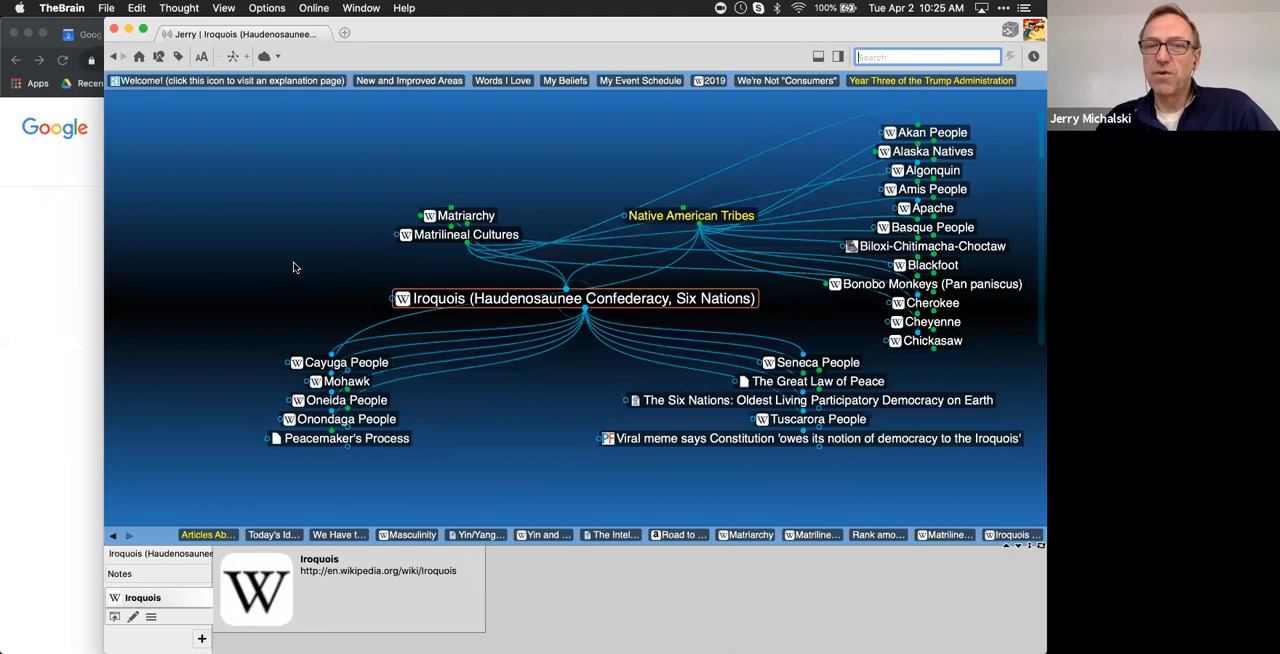 TheBrain File Edit Thought View Options Online Window Help
100% Tue Apr 2 10:25 AM
Goog
Jerry | Iroquois (Haudenosaunee...
Apps
Recen
AA
Search
Welcome! (click this icon to visit an explanation page) New and Improved Areas Words I Love My Beliefs My Event Schedule 2019 We're Not "Consumers" Year Three of the Trump Administration
Jerry Michalski
Google
Akan People
Alaska Natives
Algonquin
Amis People
Apache
Basque People
Biloxi-Chitimacha-Choctaw
Blackfoot
Bonobo Monkeys (Pan paniscus)
Cherokee
Cheyenne
Chickasaw
Matriarchy
Matrilineal Cultures
Native American Tribes
Iroquois (Haudenosaunee Confederacy, Six Nations)
Cayuga People
Mohawk
Oneida People
Onondaga People
Peacemaker's Process
Seneca People
The Great Law of Peace
The Six Nations: Oldest Living Participatory Democracy on Earth
Tuscarora People
Viral meme says Constitution 'owes its notion of democracy to the Iroquois'
Articles Ab... Today's Id... We Have t... Masculinity Yin/Yang... Yin and ... The Intel... Road to ... Matriarchy Matriline... Rank amo... Matriline... Iroquois ...
Iroquois (Haudenosaunee
Notes
W Iroquois
W
Iroquois
http://en.wikipedia.org/wiki/Iroquois